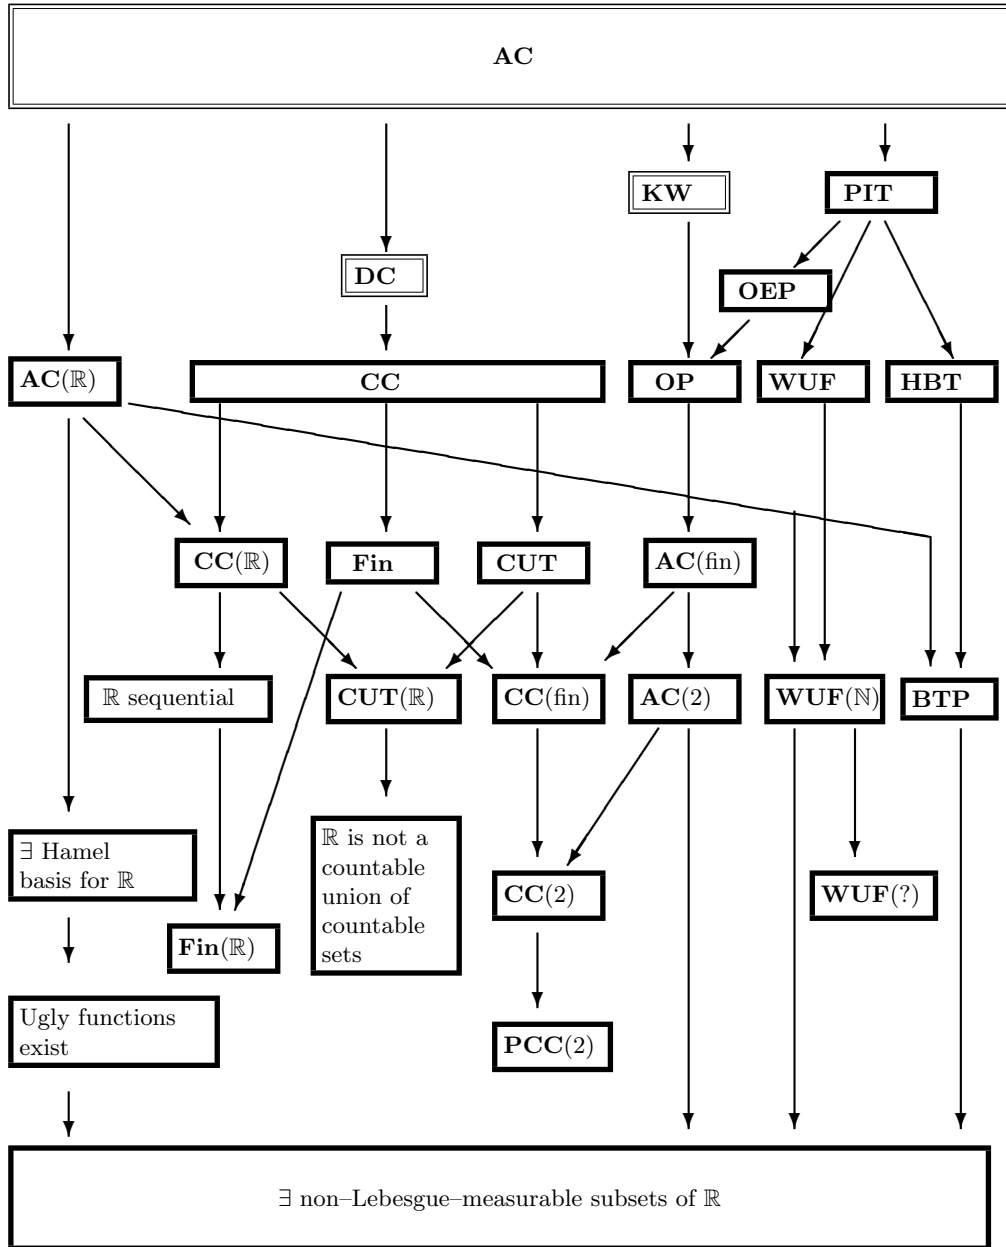 AC
KW
PIT
DC
OEP
AC(ℝ)
CC
OP
WUF
HBT
CC(ℝ)
Fin
CUT
AC(fin)
ℝ sequential
CUT(ℝ)
CC(fin)
AC(2)
WUF(ℕ)
BTP
∃ Hamel
basis for ℝ
ℝ is not a
countable
union of
countable
sets
CC(2)
WUF(?)
Fin(ℝ)
Ugly functions
exist
PCC(2)
∃ non–Lebesgue–measurable subsets of ℝ